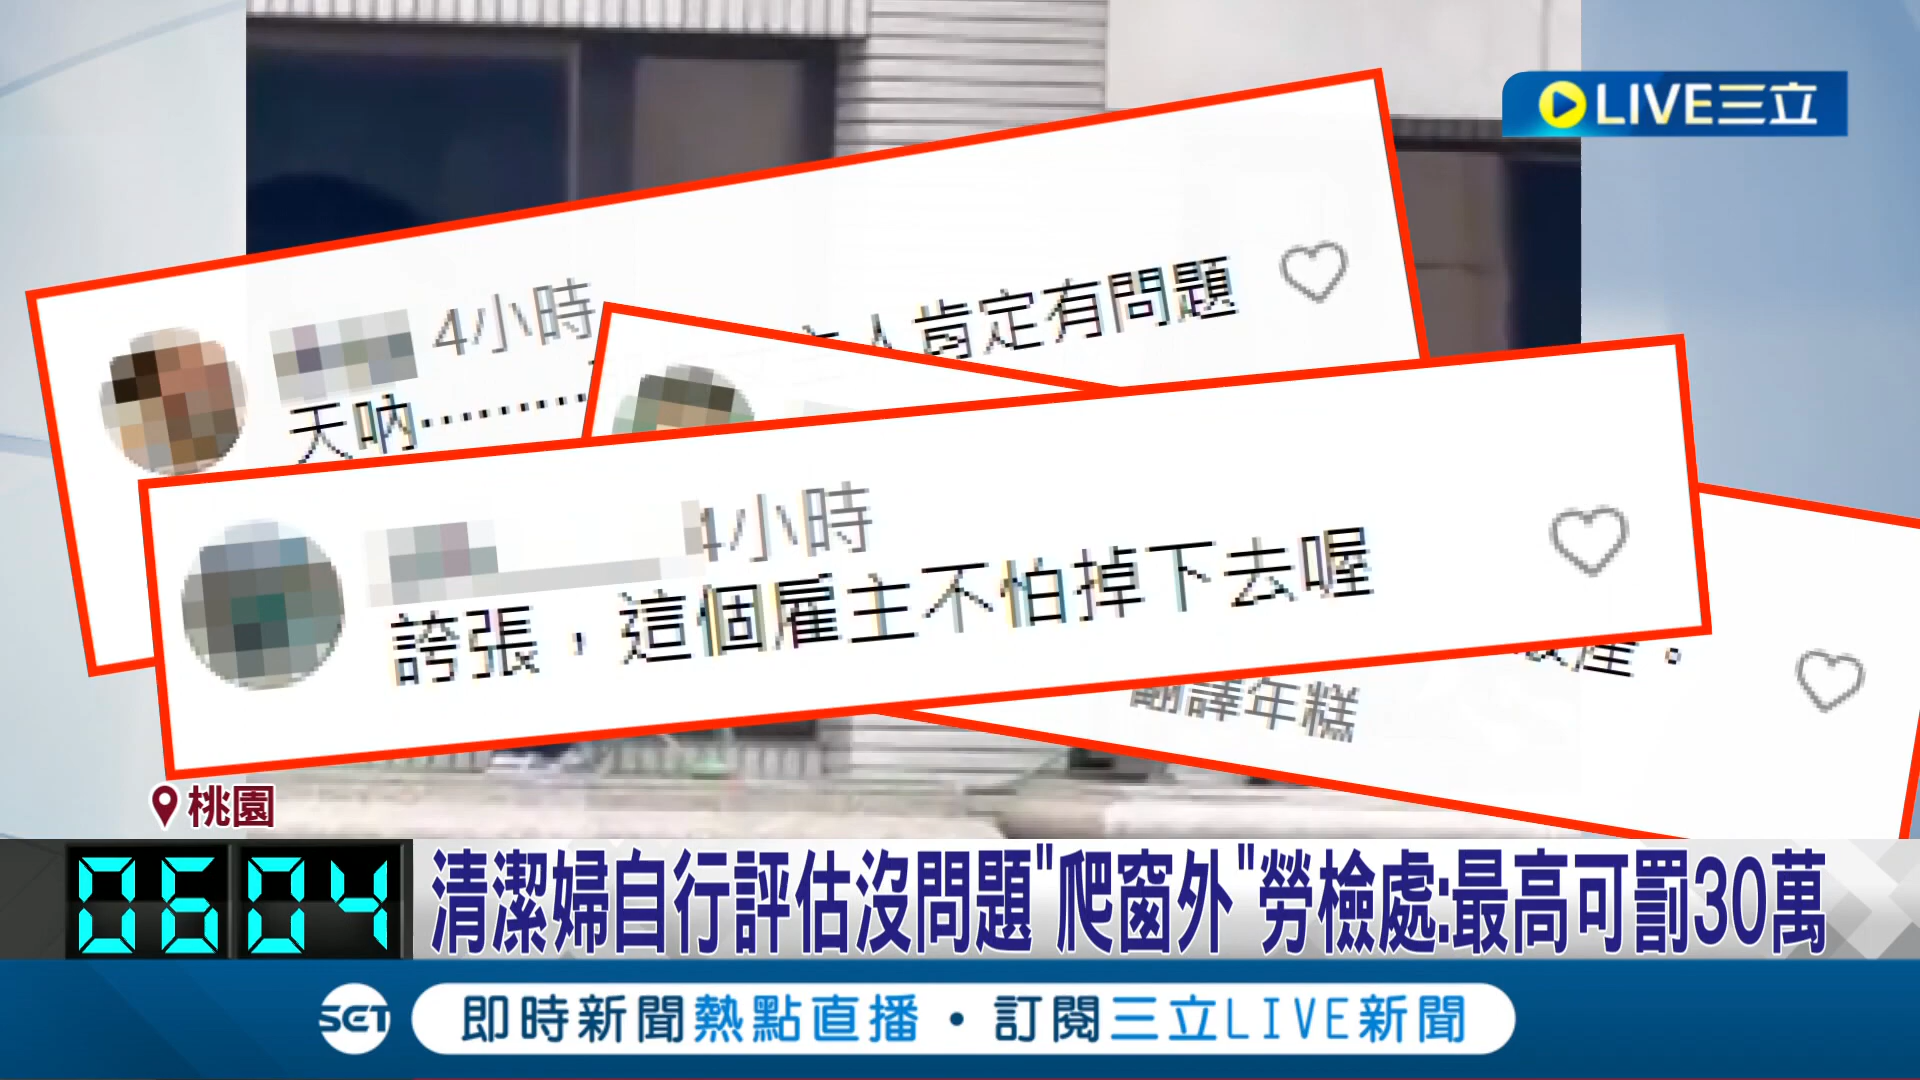 LIVE三立
4小時
天吶………
人肯定有問題
4小時
誇張，這個雇主不怕掉下去喔
翻譯年糕
桃園
0604
清潔婦自行評估沒問題"爬窗外"勞檢處:最高可罰30萬
SET
即時新聞熱點直播・訂閱三立LIVE新聞